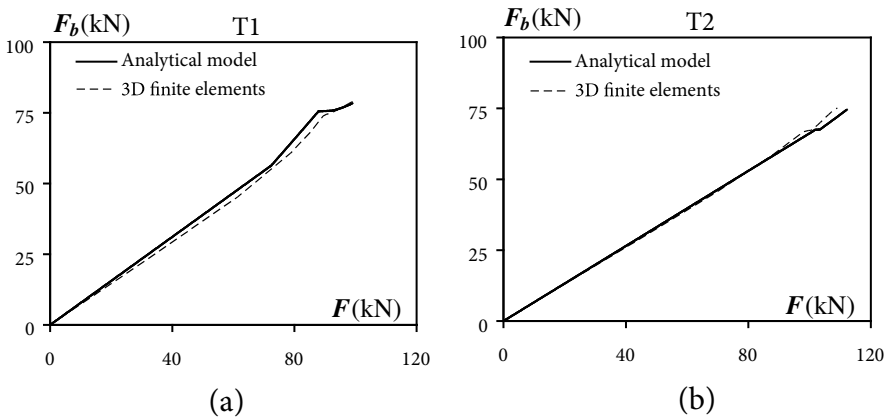 F_b(kN) T1
100
Analytical model
3D finite elements
75
50
25
F(kN)
0
0 40 80 120
(a)
F_b(kN) T2
100
Analytical model
3D finite elements
75
50
25
F(kN)
0
0 40 80 120
(b)